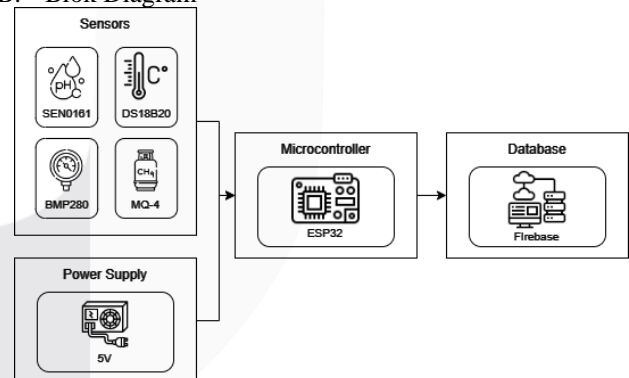 B. Blok Diagram
Sensors
pH
C°
SEN0161
DS18B20
CH₄
BMP280
MQ-4
Power Supply
5V
Microcontroller
ESP32
Database
FIrebase